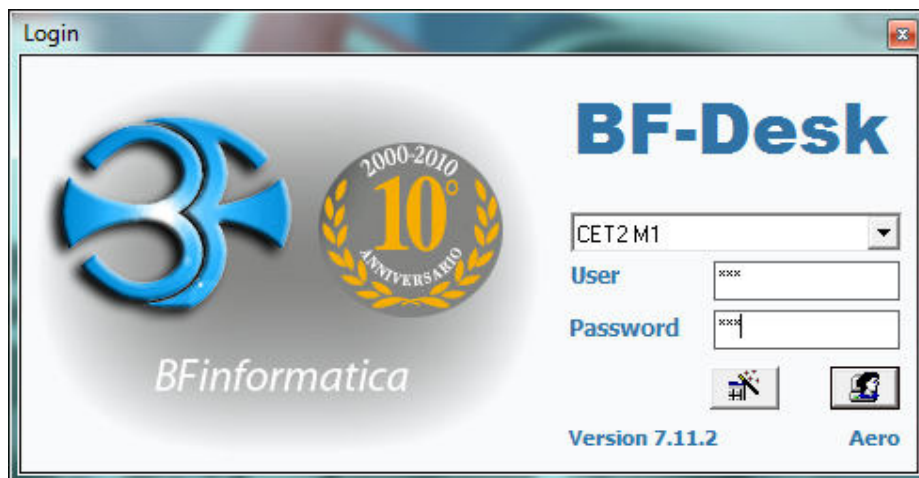 Login
BF-Desk
2000-2010
10°
ANNIVERSARIO
BFinformatica
CET2 M1
User
***
Password
***
Version 7.11.2
Aero